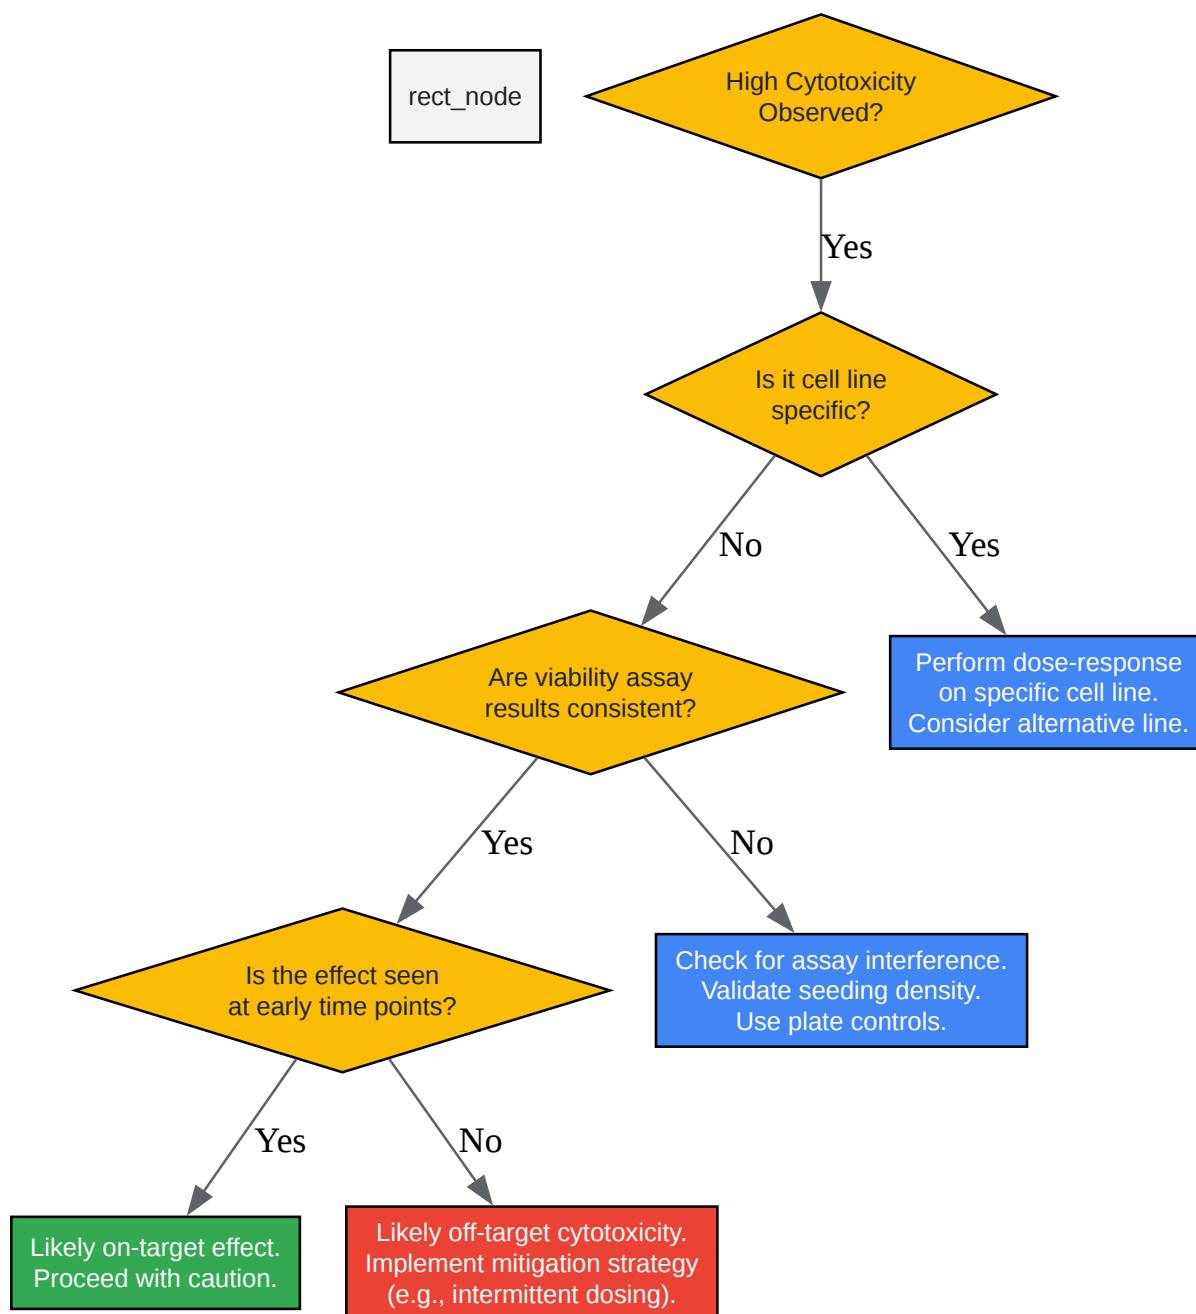 rect_node
High Cytotoxicity
Observed?
Yes
Is it cell line
specific?
No
Yes
Are viability assay
results consistent?
Perform dose-response
on specific cell line.
Consider alternative line.
Yes
No
Is the effect seen
at early time points?
Check for assay interference.
Validate seeding density.
Use plate controls.
Yes
No
Likely on-target effect.
Proceed with caution.
Likely off-target cytotoxicity.
Implement mitigation strategy
(e.g., intermittent dosing).